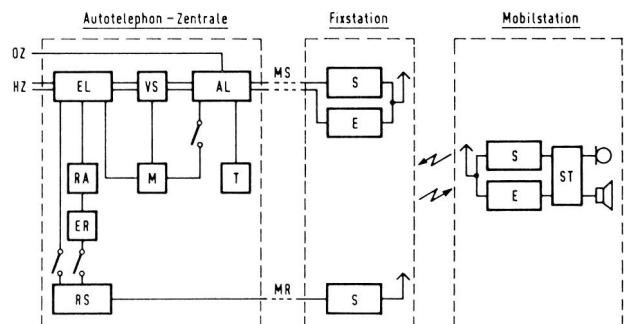 Autotelephon-Zentrale Fixstation Mobilstation
OZ
HZ EL VS AL MS S
E
RA M T S
E ST
ER
RS MR S